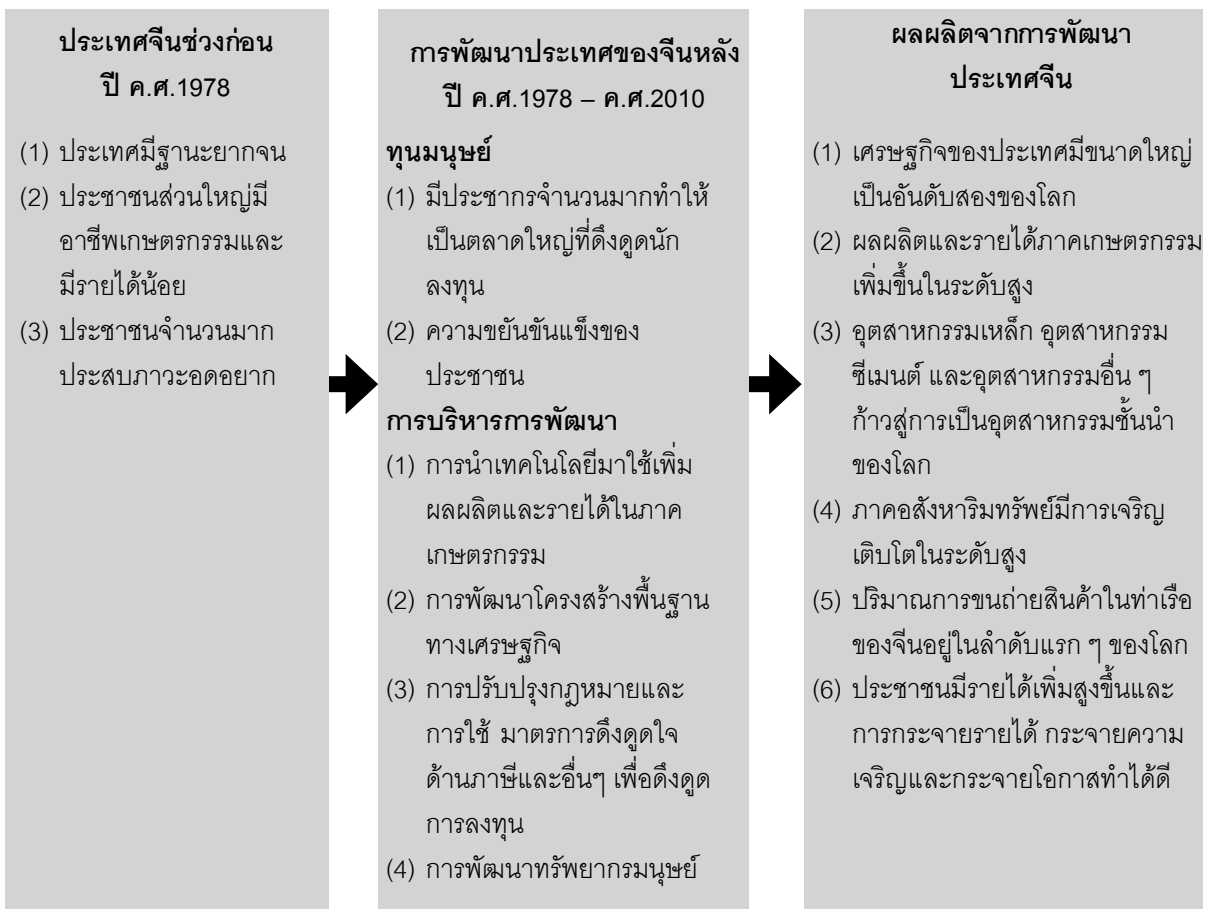 ประเทศจีนช่วงก่อน
ปี ค.ศ.1978
(1) ประเทศมีฐานะยากจน
(2) ประชาชนส่วนใหญ่มี
อาชีพเกษตรกรรมและ
มีรายได้น้อย
(3) ประชาชนจำนวนมาก
ประสบภาวะอดอยาก
การพัฒนาประเทศของจีนหลัง
ปี ค.ศ.1978 – ค.ศ.2010
ทุนมนุษย์
(1) มีประชากรจำนวนมากทำให้
เป็นตลาดใหญ่ที่ดึงดูดนัก
ลงทุน
(2) ความขยันขันแข็งของ
ประชาชน
การบริหารการพัฒนา
(1) การนำเทคโนโลยีมาใช้เพิ่ม
ผลผลิตและรายได้ในภาค
เกษตรกรรม
(2) การพัฒนาโครงสร้างพื้นฐาน
ทางเศรษฐกิจ
(3) การปรับปรุงกฎหมายและ
การใช้ มาตรการดึงดูดใจ
ด้านภาษีและอื่นๆ เพื่อดึงดูด
การลงทุน
(4) การพัฒนาทรัพยากรมนุษย์
ผลผลิตจากการพัฒนา
ประเทศจีน
(1) เศรษฐกิจของประเทศมีขนาดใหญ่
เป็นอันดับสองของโลก
(2) ผลผลิตและรายได้ภาคเกษตรกรรม
เพิ่มขึ้นในระดับสูง
(3) อุตสาหกรรมเหล็ก อุตสาหกรรม
ซีเมนต์ และอุตสาหกรรมอื่น ๆ
ก้าวสู่การเป็นอุตสาหกรรมชั้นนำ
ของโลก
(4) ภาคอสังหาริมทรัพย์มีการเจริญ
เติบโตในระดับสูง
(5) ปริมาณการขนถ่ายสินค้าในท่าเรือ
ของจีนอยู่ในลำดับแรก ๆ ของโลก
(6) ประชาชนมีรายได้เพิ่มสูงขึ้นและ
การกระจายรายได้ กระจายความ
เจริญและกระจายโอกาสทำได้ดี